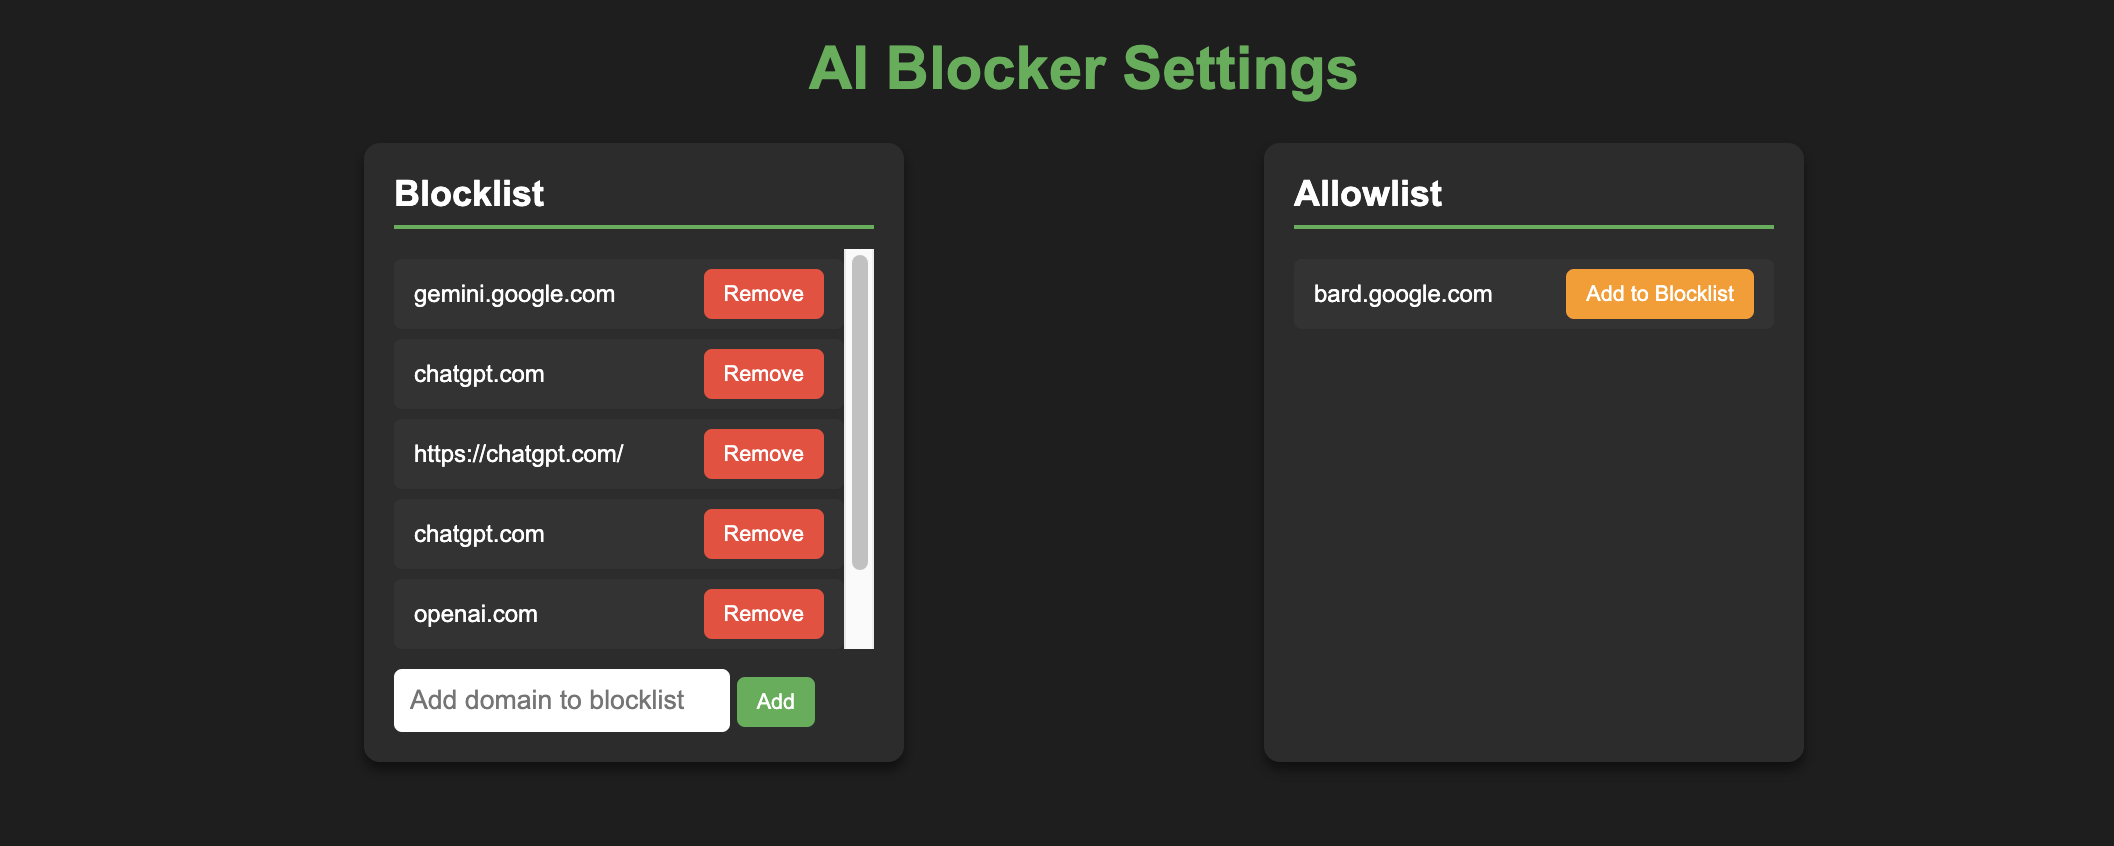 AI Blocker Settings
Blocklist
gemini.google.com Remove
chatgpt.com Remove
https://chatgpt.com/ Remove
chatgpt.com Remove
openai.com Remove
Add domain to blocklist Add
Allowlist
bard.google.com Add to Blocklist